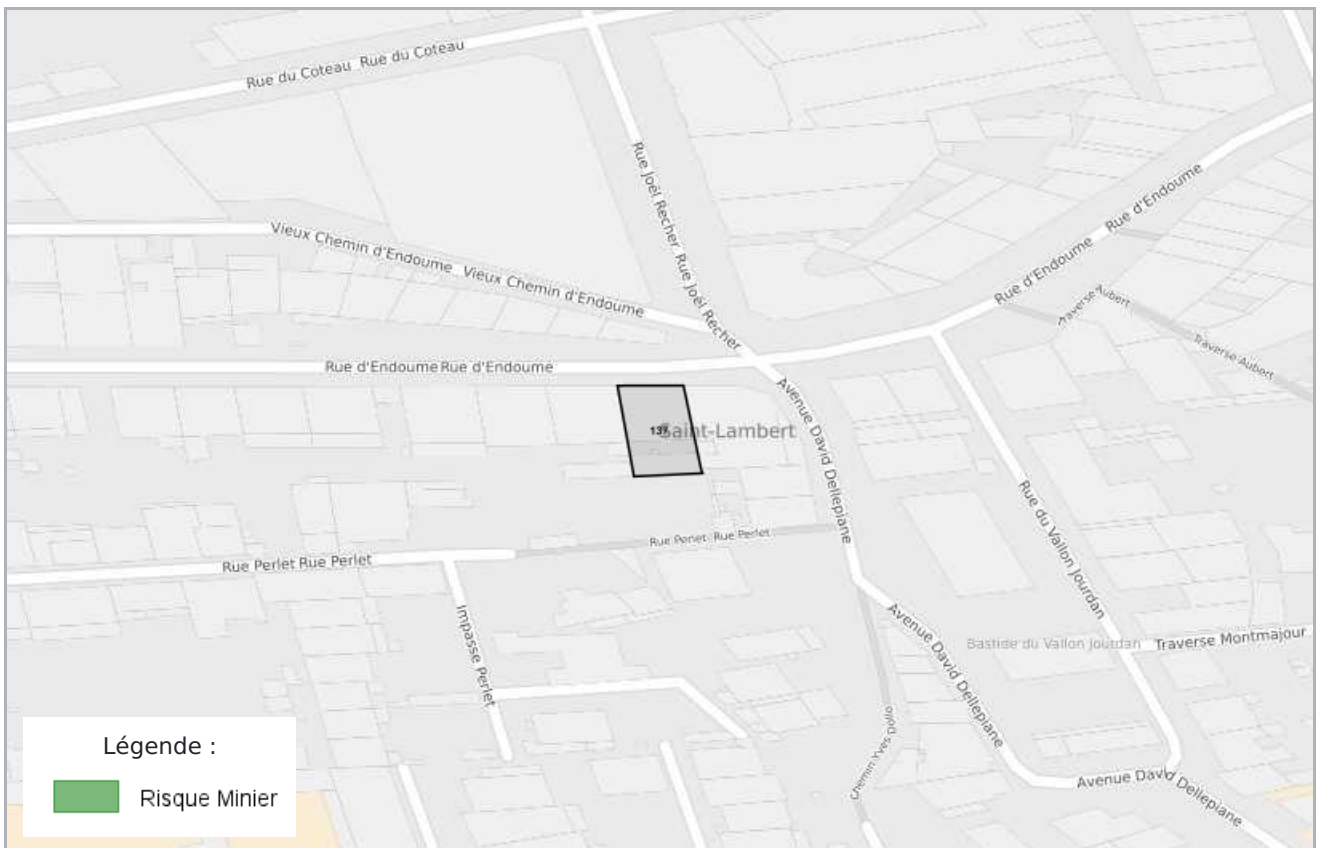 Rue du Coteau Rue du Coteau
Rue Joël Recher Rue Joël Recher
Rue d'Endoume Rue d'Endoume
Vieux Chemin d'Endoume Vieux Chemin d'Endoume
Traverse Aubert
Traverse Aubert
Rue d'Endoume Rue d'Endoume
Avenue David Dellepiane
137
Saint-Lambert
Rue du Vallon Jourdan
Rue Perlet Rue Perlet
Rue Perlet Rue Perlet
Impasse Perlet
Avenue David Dellepiane
Bastide du Vallon Jourdan
Traverse Montmajour
Chemin Yves Dollo
Avenue David Dellepiane
Légende :
Risque Minier